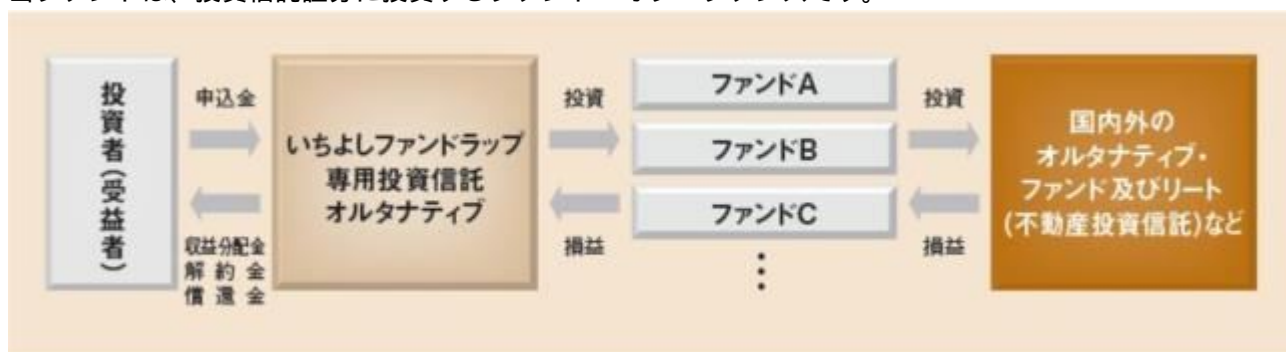 当ファンドは、投資信託証券に投資するファンド・オブ・ファンズです。
投資者（受益者）
申込金
収益分配金
解約金
償還金
いちよしファンドラップ
専用投資信託
オルタナティブ
投資
損益
ファンドA
ファンドB
ファンドC
⋮
投資
損益
国内外の
オルタナティブ・
ファンド及びリート
(不動産投資信託)など